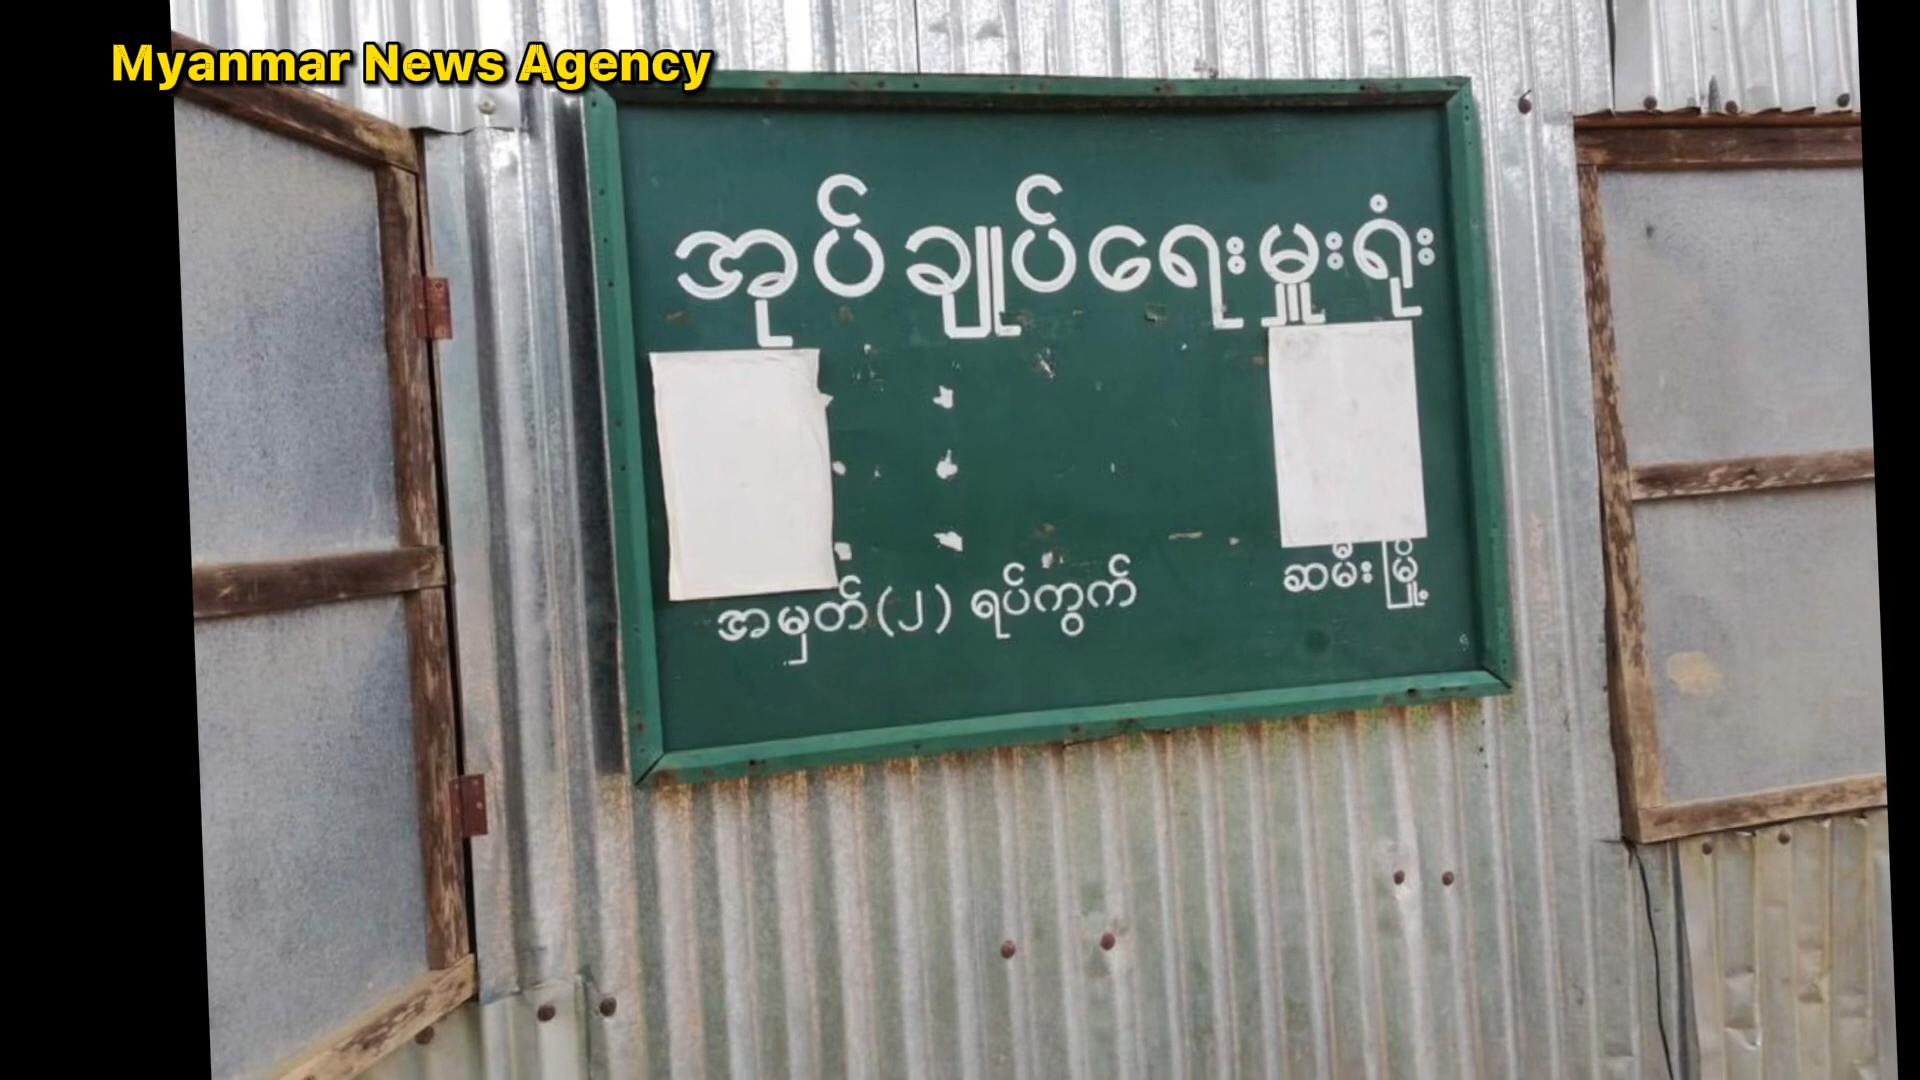 Myanmar News Agency
အုပ်ချုပ်ရေးမှူးရုံး
အမှတ်(၂) ရပ်ကွက် ဆမီးမြို့